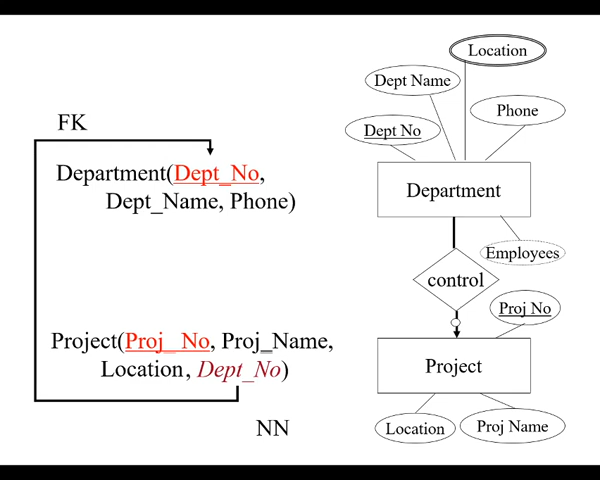 FK
Department(Dept_No,
Dept_Name, Phone)
Project(Proj_No, Proj_Name,
Location, Dept_No)
NN
Location
Dept Name
Phone
Dept No
Department
Employees
control
Proj No
Project
Location
Proj Name